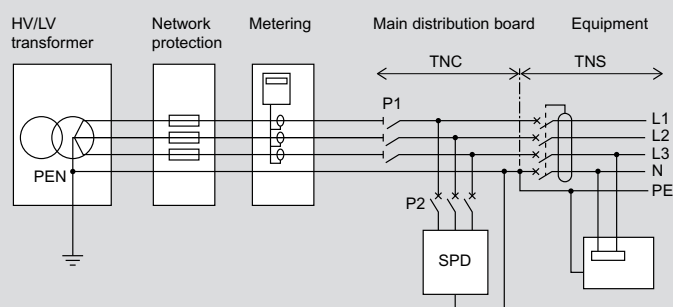 HV/LV
transformer
Network
protection
Metering
Main distribution board
Equipment
TNC
TNS
P1
L1
L2
L3
N
PE
PEN
P2
SPD